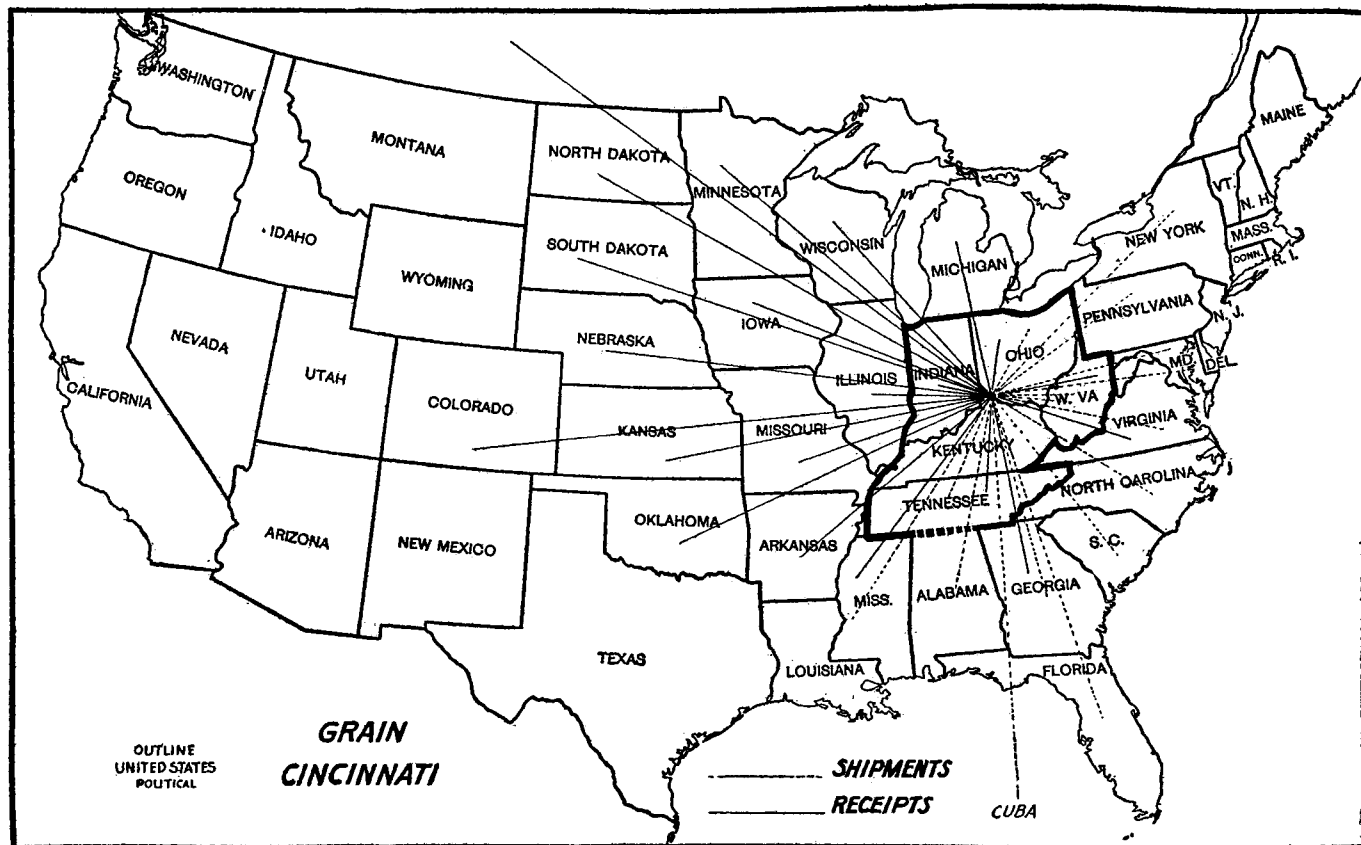 WASHINGTON
MONTANA
NORTH DAKOTA
MINNESOTA
MAINE
OREGON
IDAHO
VT.
N. H.
WISCONSIN
NEW YORK
MASS.
CONN.
R. I.
SOUTH DAKOTA
WYOMING
MICHIGAN
IOWA
PENNSYLVANIA
N. J.
NEVADA
NEBRASKA
OHIO
UTAH
ILLINOIS
INDIANA
MD.
DEL.
CALIFORNIA
COLORADO
KANSAS
MISSOURI
W. VA
VIRGINIA
KENTUCKY
NORTH CAROLINA
TENNESSEE
OKLAHOMA
ARIZONA
NEW MEXICO
ARKANSAS
S. C.
MISS.
ALABAMA
GEORGIA
TEXAS
LOUISIANA
FLORIDA
OUTLINE
UNITED STATES
POLITICAL
GRAIN
CINCINNATI
SHIPMENTS
RECEIPTS
CUBA